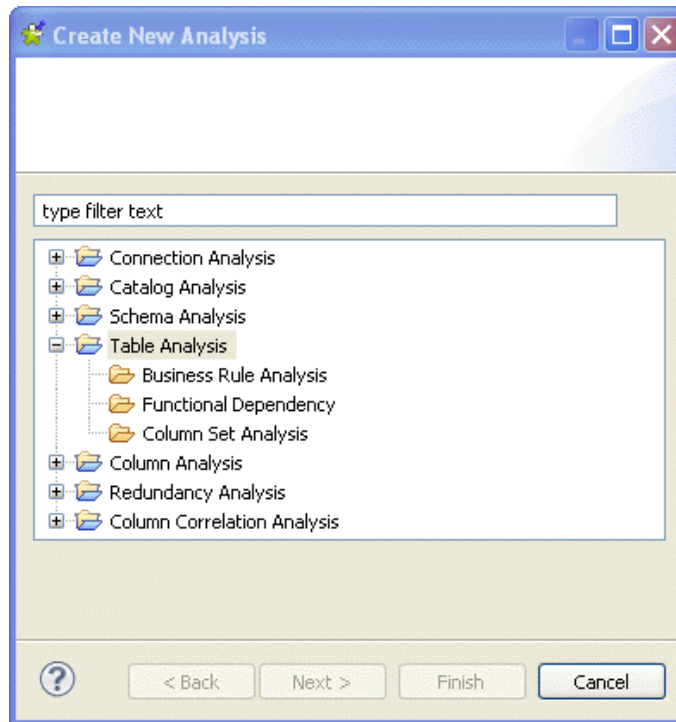 Create New Analysis
type filter text
Connection Analysis
Catalog Analysis
Schema Analysis
Table Analysis
Business Rule Analysis
Functional Dependency
Column Set Analysis
Column Analysis
Redundancy Analysis
Column Correlation Analysis
? < Back Next > Finish Cancel